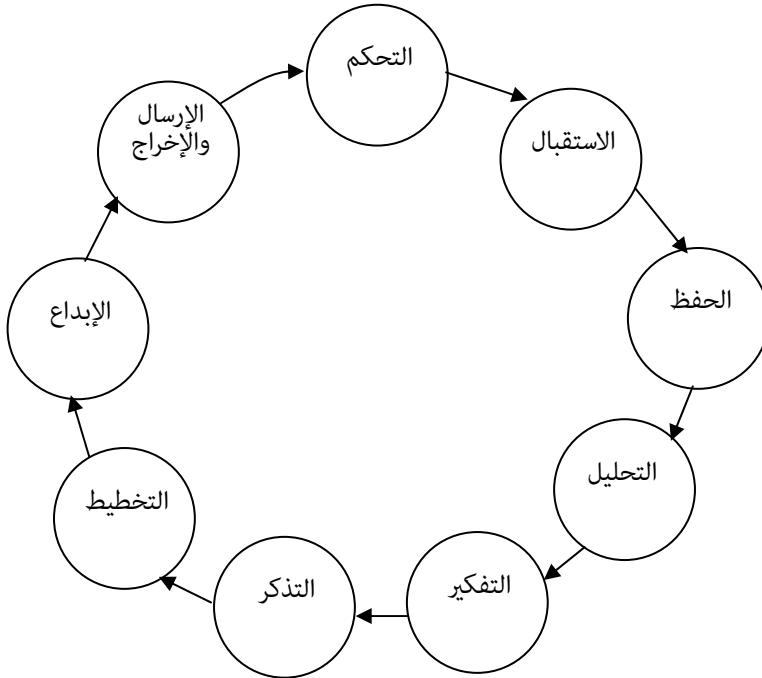 التحكم
الاستقبال
الحفظ
التحليل
التفكير
التذكر
التخطيط
الإبداع
الإرسال
والإخراج